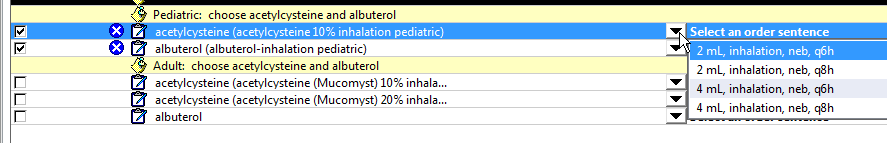 Pediatric: choose acetylcysteine and albuterol
acetylcysteine (acetylcysteine 10% inhalation pediatric)
Select an order sentence
2 mL, inhalation, neb, q6h
albuterol (albuterol-inhalation pediatric)
2 mL, inhalation, neb, q8h
Adult: choose acetylcysteine and albuterol
acetylcysteine (acetylcysteine (Mucomyst) 10% inhala...
4 mL, inhalation, neb, q6h
acetylcysteine (acetylcysteine (Mucomyst) 20% inhala...
4 mL, inhalation, neb, q8h
albuterol